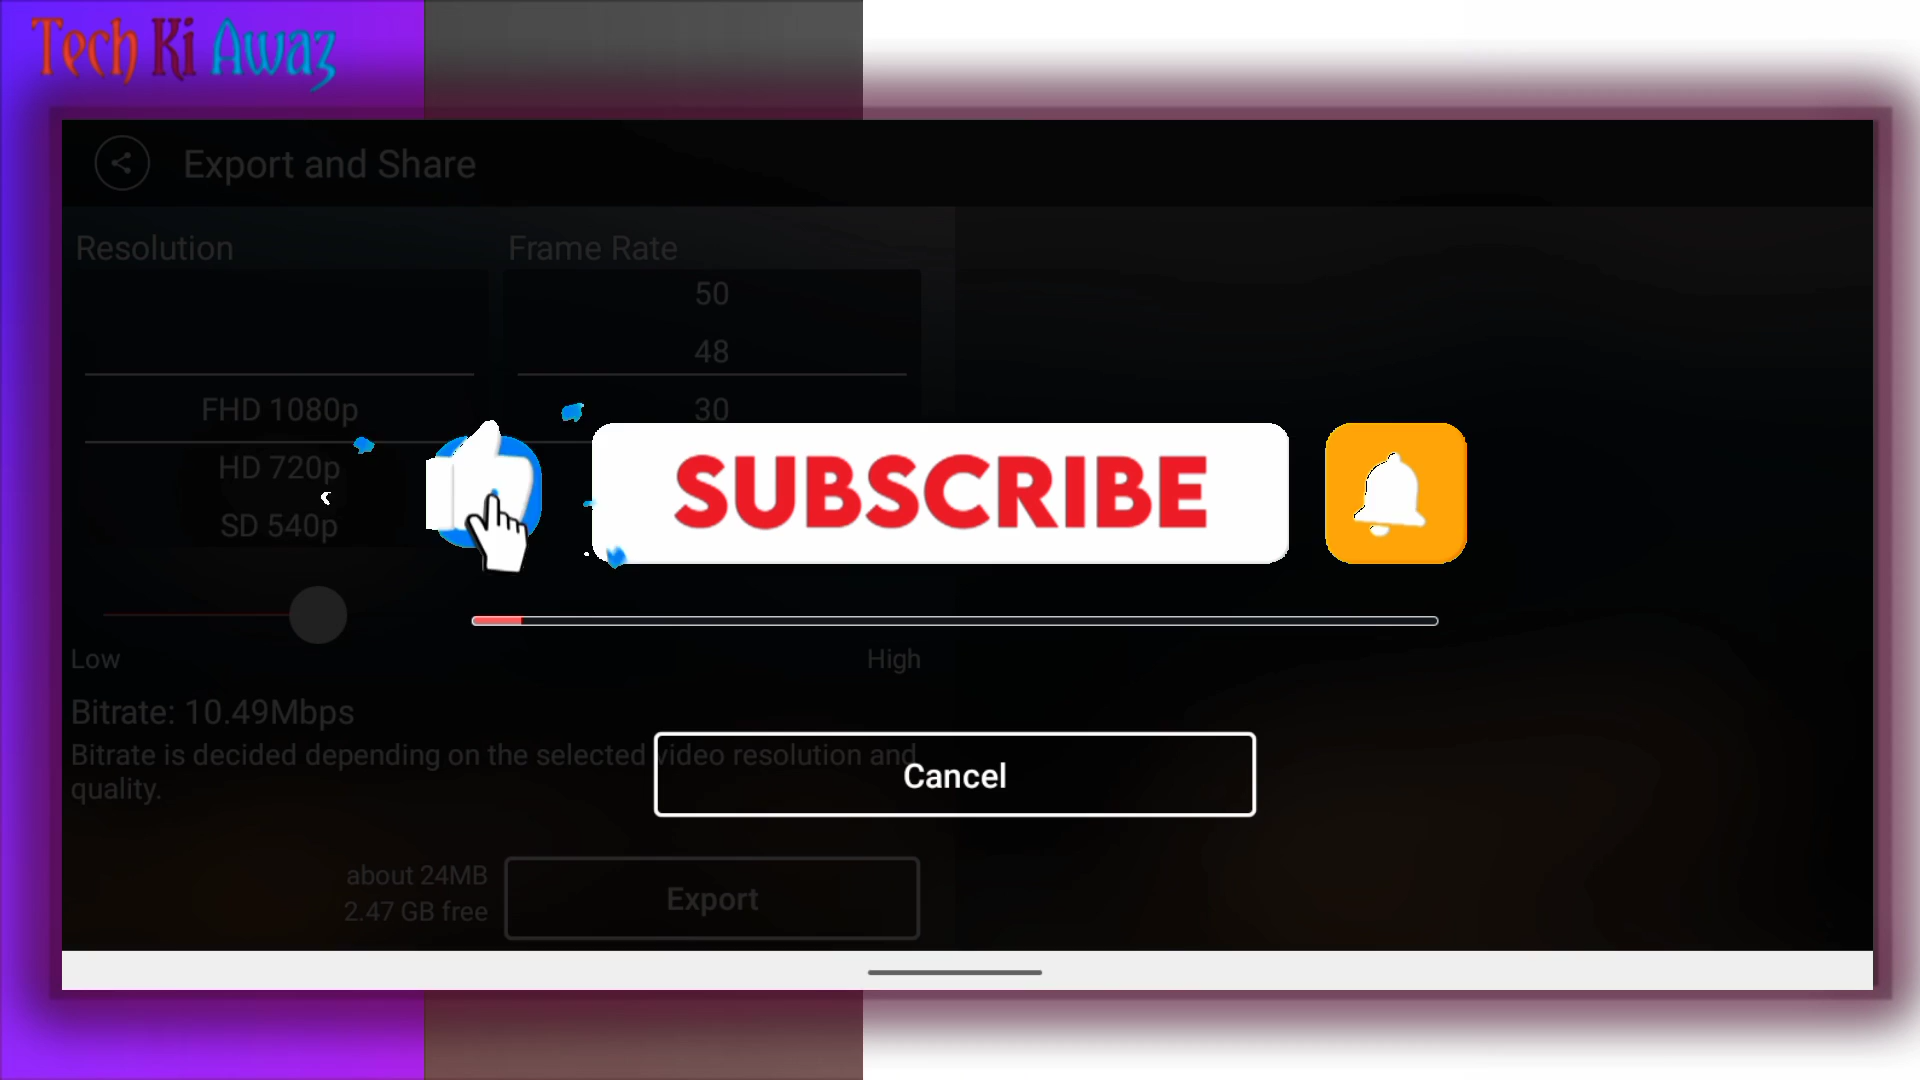 Tech Ki Awaz
Export and Share
Resolution
Frame Rate
50
48
30
FHD 1080p
HD 720p
SD 540p
SUBSCRIBE
Low
High
Bitrate: 10.49Mbps
Bitrate is decided depending on the selected video resolution and
quality.
Cancel
about 24MB
2.47 GB free
Export